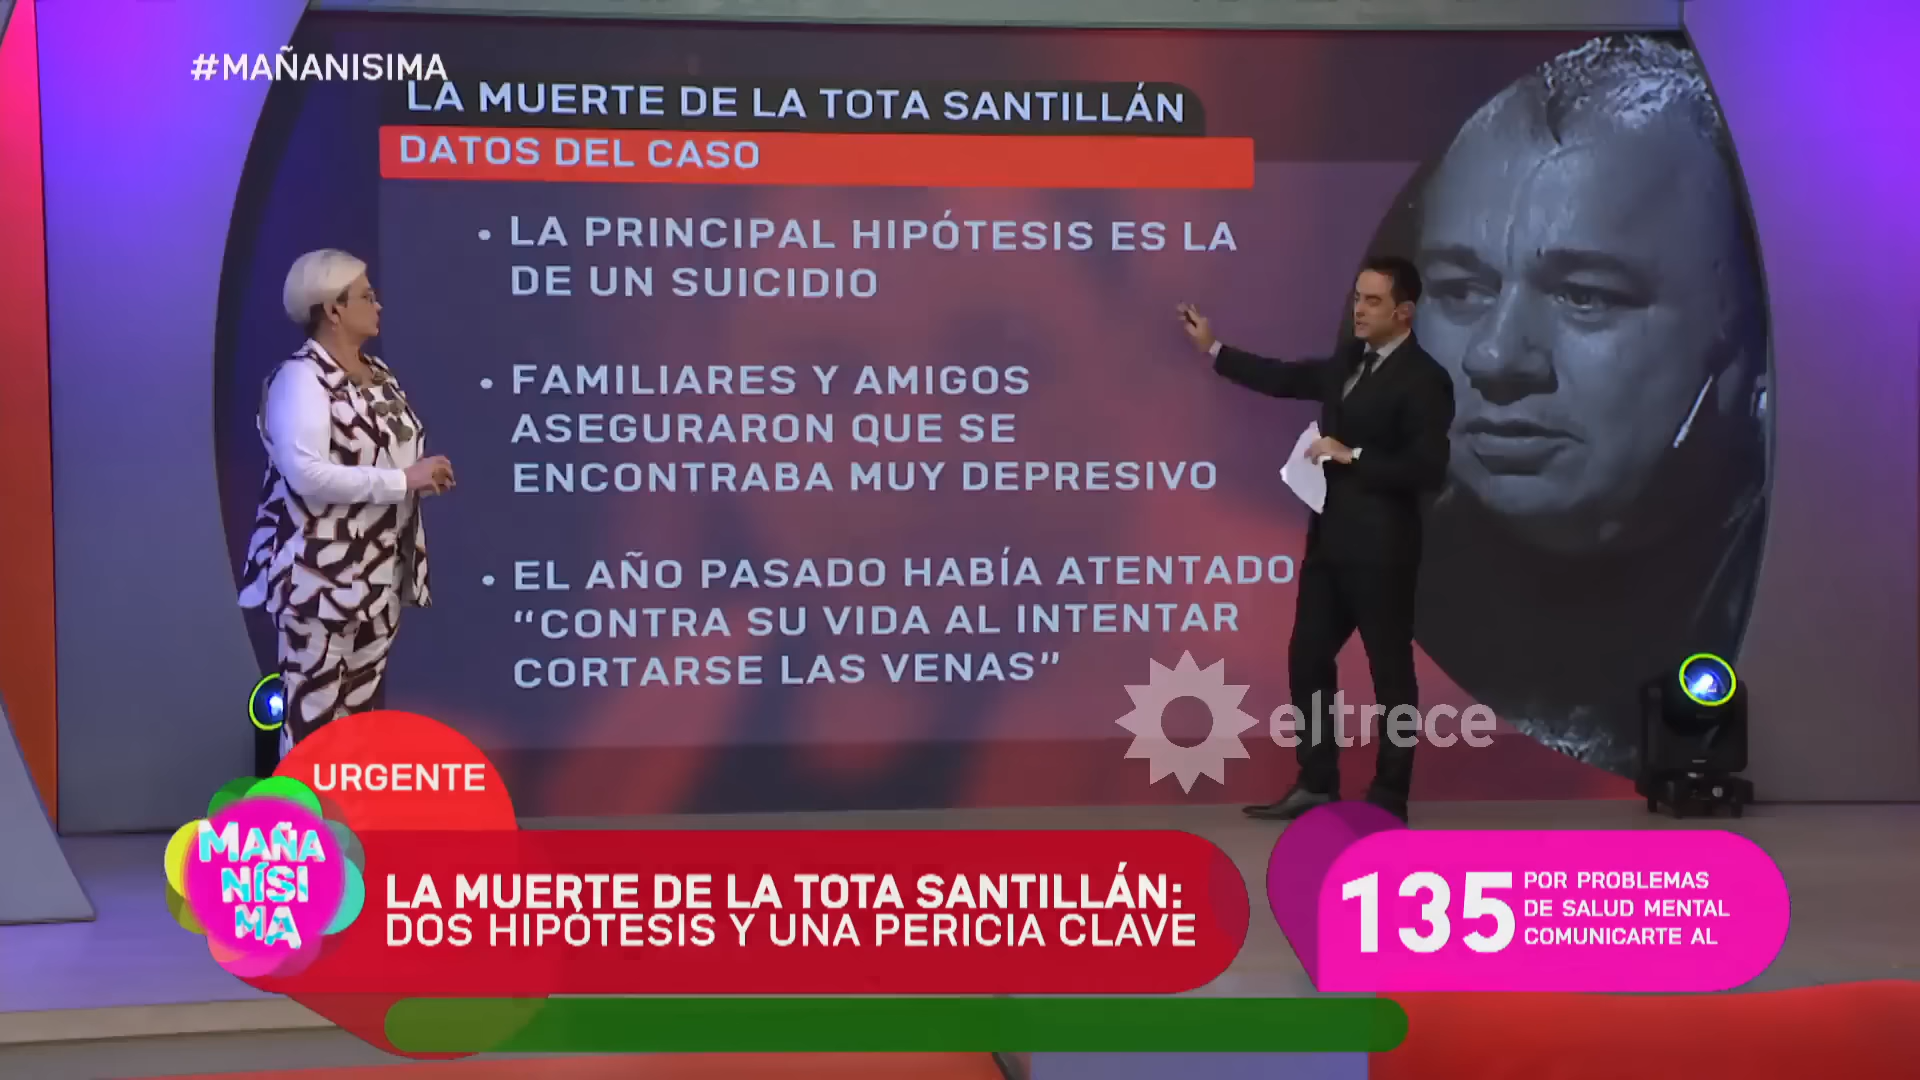 #MAÑANISIMA
LA MUERTE DE LA TOTA SANTILLÁN
DATOS DEL CASO
• LA PRINCIPAL HIPÓTESIS ES LA
DE UN SUICIDIO
• FAMILIARES Y AMIGOS
ASEGURARON QUE SE
ENCONTRABA MUY DEPRESIVO
• EL AÑO PASADO HABÍA ATENTADO
“CONTRA SU VIDA AL INTENTAR
CORTARSE LAS VENAS”
eltrece
URGENTE
MAÑA
NÍSI
MA
LA MUERTE DE LA TOTA SANTILLÁN:
DOS HIPÓTESIS Y UNA PERICIA CLAVE
135
POR PROBLEMAS
DE SALUD MENTAL
COMUNICARTE AL